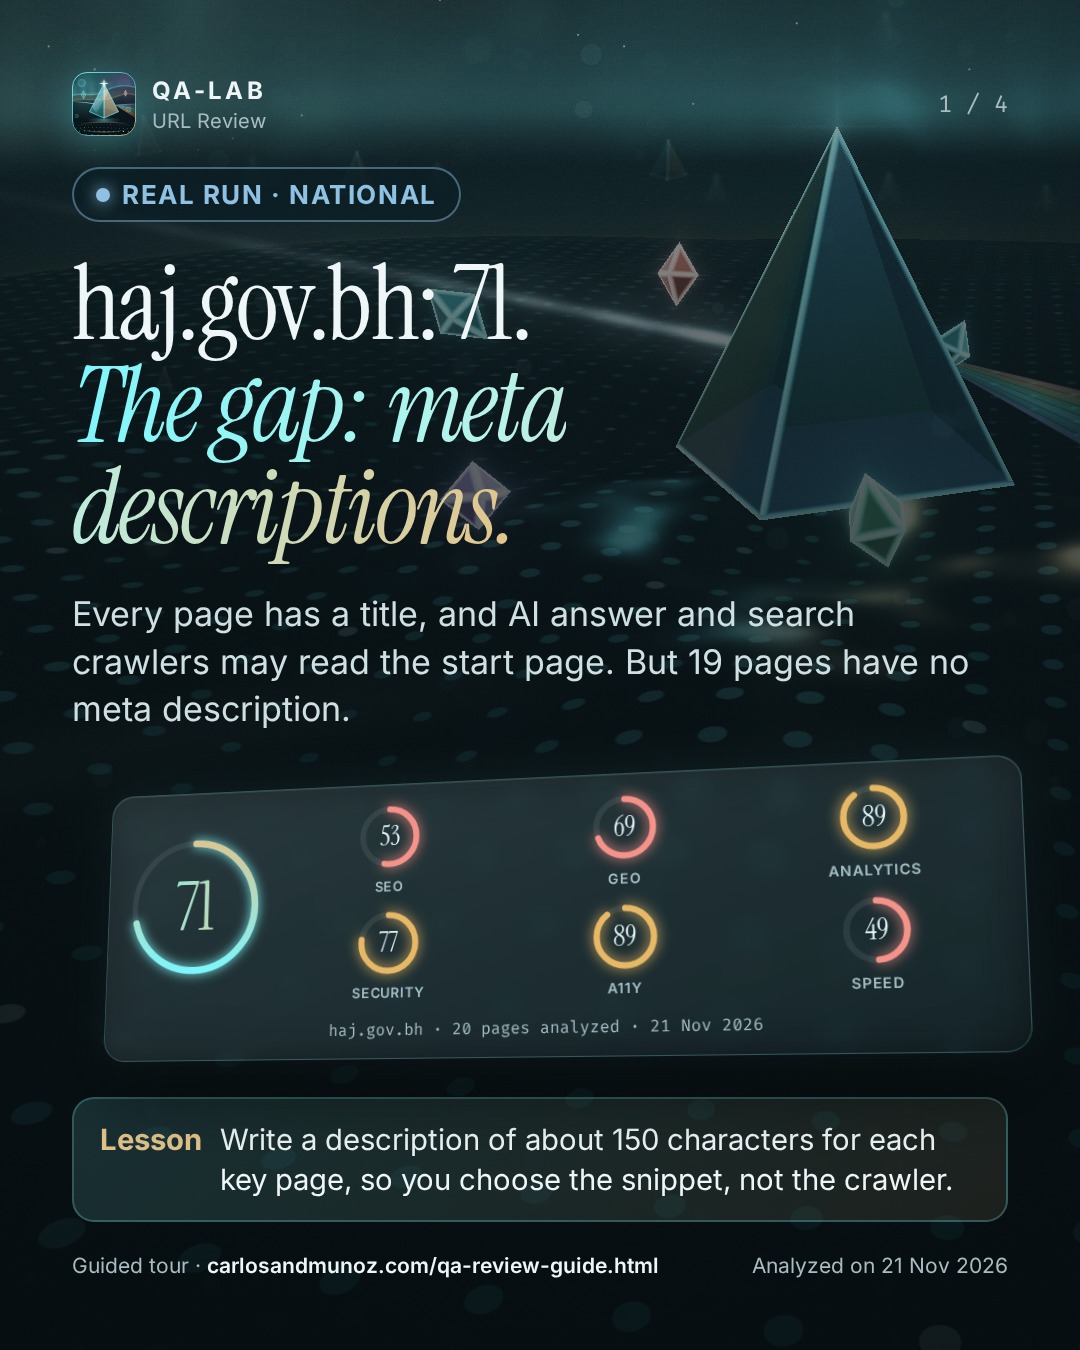 QA-LAB
URL Review
1 / 4
REAL RUN · NATIONAL
haj.gov.bh: 71.
The gap: meta
descriptions.
Every page has a title, and AI answer and search
crawlers may read the start page. But 19 pages have no
meta description.
71
53
SEO
69
GEO
89
ANALYTICS
77
SECURITY
89
A11Y
49
SPEED
haj.gov.bh · 20 pages analyzed · 21 Nov 2026
Lesson Write a description of about 150 characters for each
key page, so you choose the snippet, not the crawler.
Guided tour · carlosandmunoz.com/qa-review-guide.html
Analyzed on 21 Nov 2026